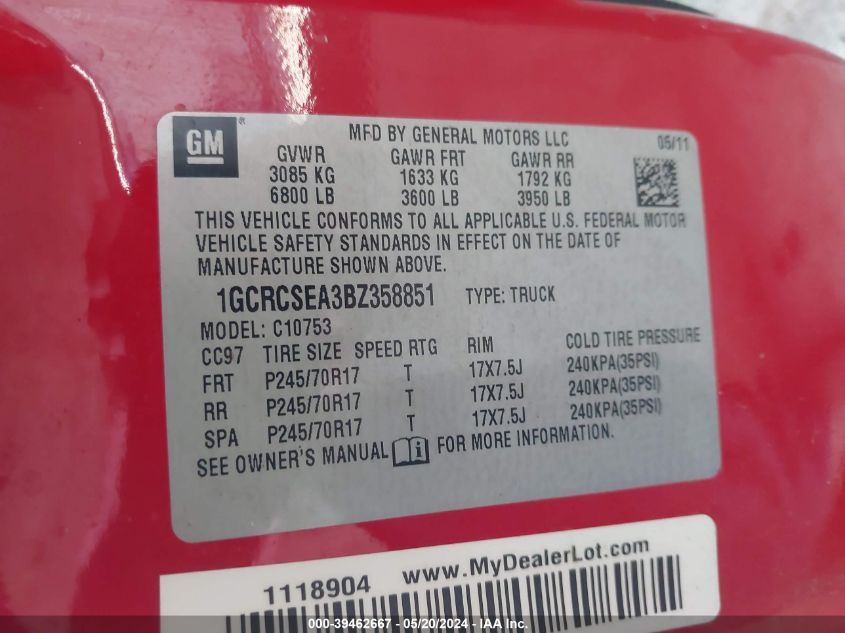 GM ®
MFD BY GENERAL MOTORS LLC 05/11
GVWR GAWR FRT GAWR RR
3085 KG 1633 KG 1792 KG
6800 LB 3600 LB 3950 LB
THIS VEHICLE CONFORMS TO ALL APPLICABLE U.S. FEDERAL MOTOR
VEHICLE SAFETY STANDARDS IN EFFECT ON THE DATE OF
MANUFACTURE SHOWN ABOVE.
1GCRCSEA3BZ358851 TYPE: TRUCK
MODEL: C10753
CC97 TIRE SIZE SPEED RTG RIM COLD TIRE PRESSURE
FRT P245/70R17 T 17X7.5J 240KPA(35PSI)
RR P245/70R17 T 17X7.5J 240KPA(35PSI)
SPA P245/70R17 T 17X7.5J 240KPA(35PSI)
SEE OWNER'S MANUAL FOR MORE INFORMATION.
1118904 www.MyDealerLot.com
000-39462667 - 05/20/2024 - IAA Inc.